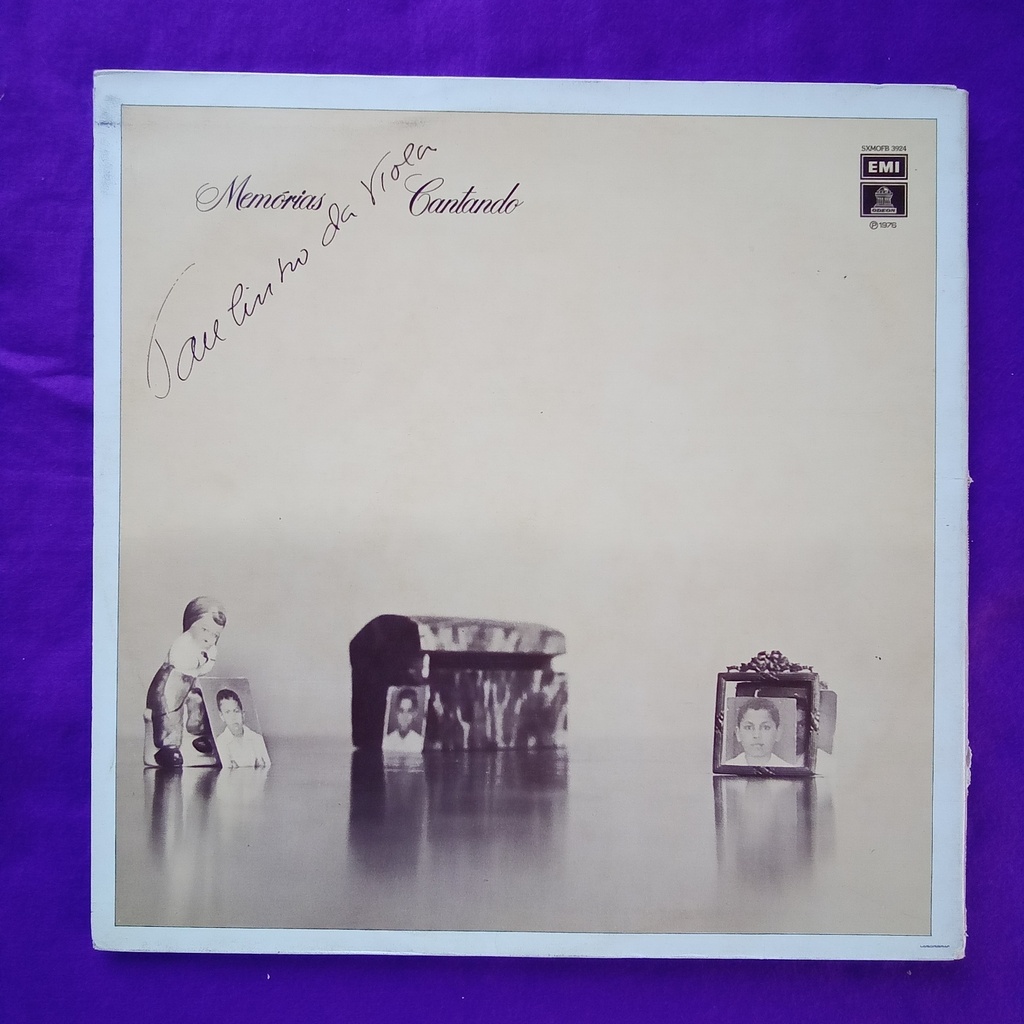 Memórias Cantando
Paulinho da Viola
SXMOFB 3924
EMI
ODEON
℗ 1976